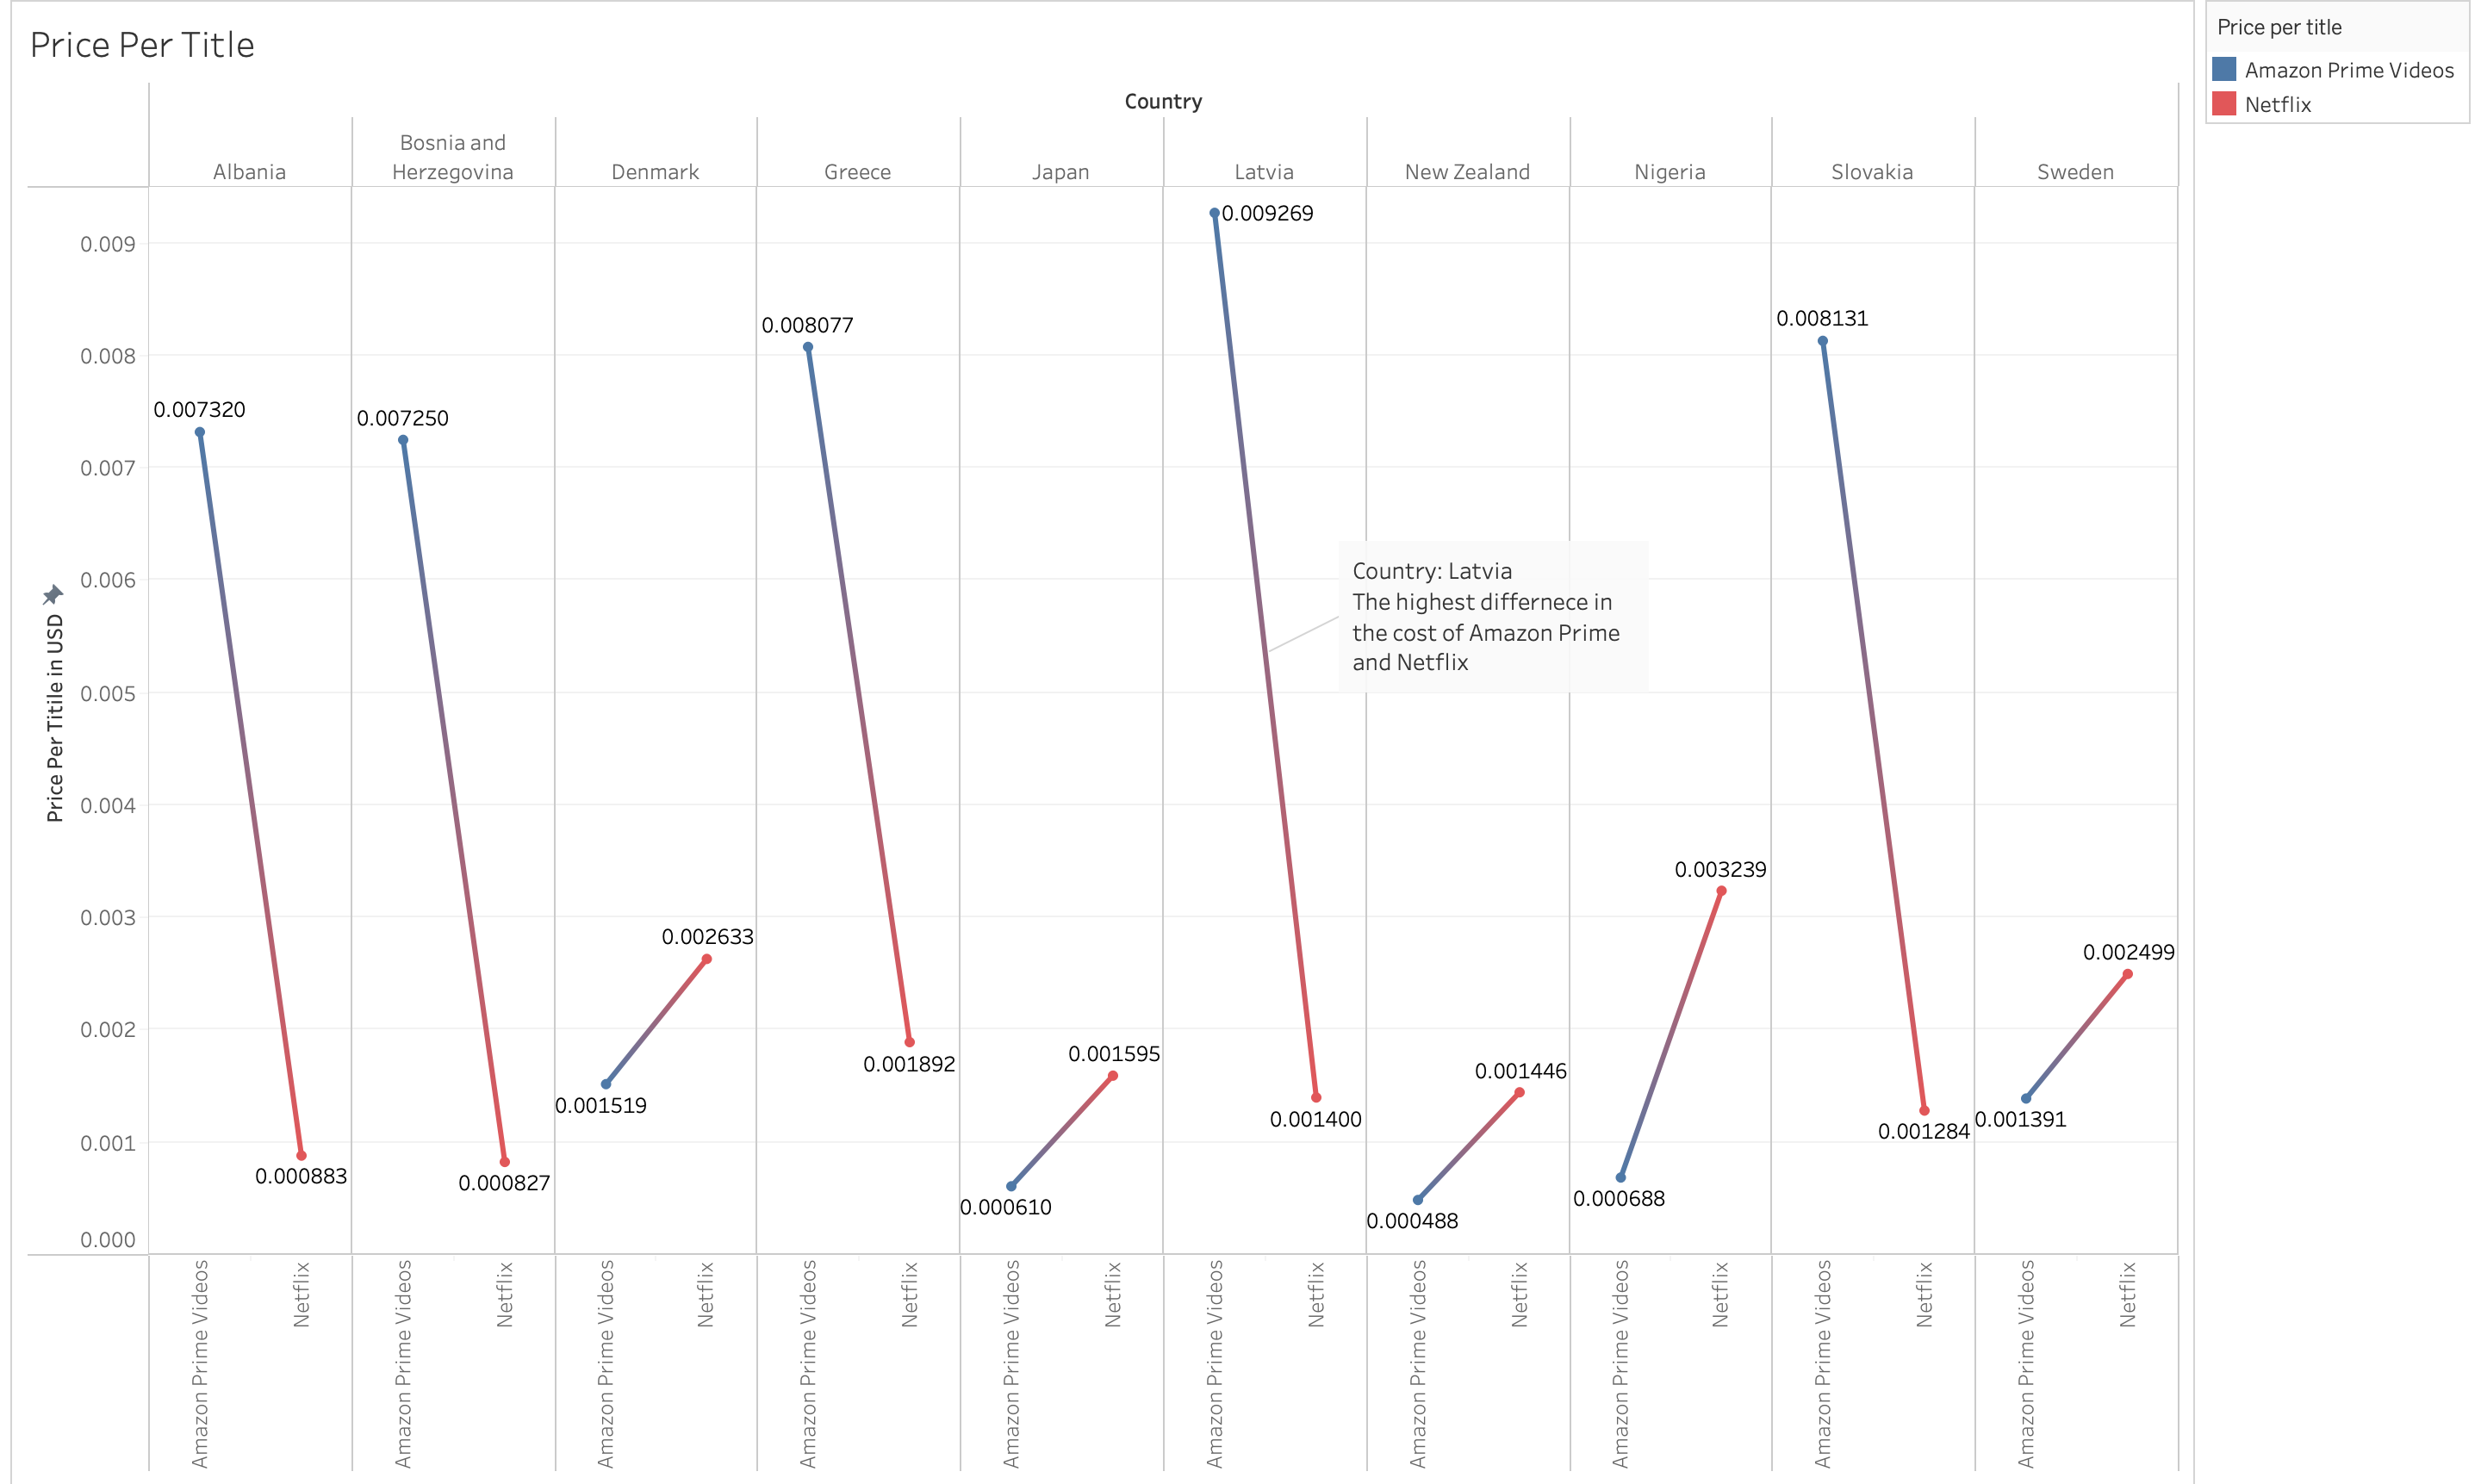 Price Per Title
Price per title
Amazon Prime Videos
Netflix
Country
Albania
Bosnia and
Herzegovina
Denmark
Greece
Japan
Latvia
New Zealand
Nigeria
Slovakia
Sweden
Price Per Titile in USD
0.009
0.008
0.007
0.006
0.005
0.004
0.003
0.002
0.001
0.000
0.007320
0.000883
0.007250
0.000827
0.001519
0.002633
0.008077
0.001892
0.000610
0.001595
0.009269
0.001400
Country: Latvia
The highest differnece in
the cost of Amazon Prime
and Netflix
0.000488
0.001446
0.000688
0.003239
0.008131
0.001284
0.001391
0.002499
Amazon Prime Videos
Netflix
Amazon Prime Videos
Netflix
Amazon Prime Videos
Netflix
Amazon Prime Videos
Netflix
Amazon Prime Videos
Netflix
Amazon Prime Videos
Netflix
Amazon Prime Videos
Netflix
Amazon Prime Videos
Netflix
Amazon Prime Videos
Netflix
Amazon Prime Videos
Netflix